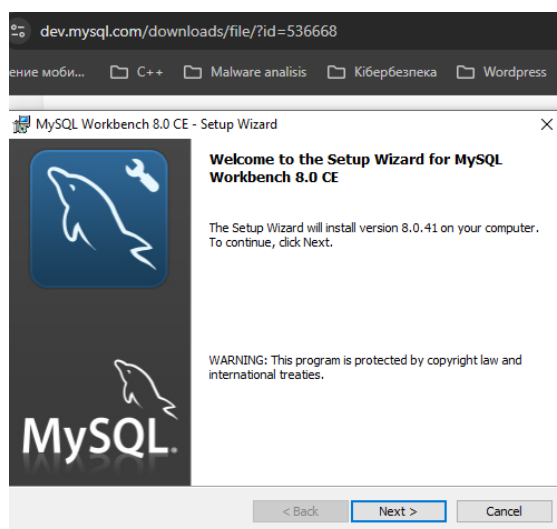 dev.mysql.com/downloads/file/?id=536668
ение моби... C++ Malware analisis Кібербезпека Wordpress
MySQL Workbench 8.0 CE - Setup Wizard
Welcome to the Setup Wizard for MySQL
Workbench 8.0 CE
The Setup Wizard will install version 8.0.41 on your computer.
To continue, click Next.
WARNING: This program is protected by copyright law and
international treaties.
MySQL.
< Back Next > Cancel